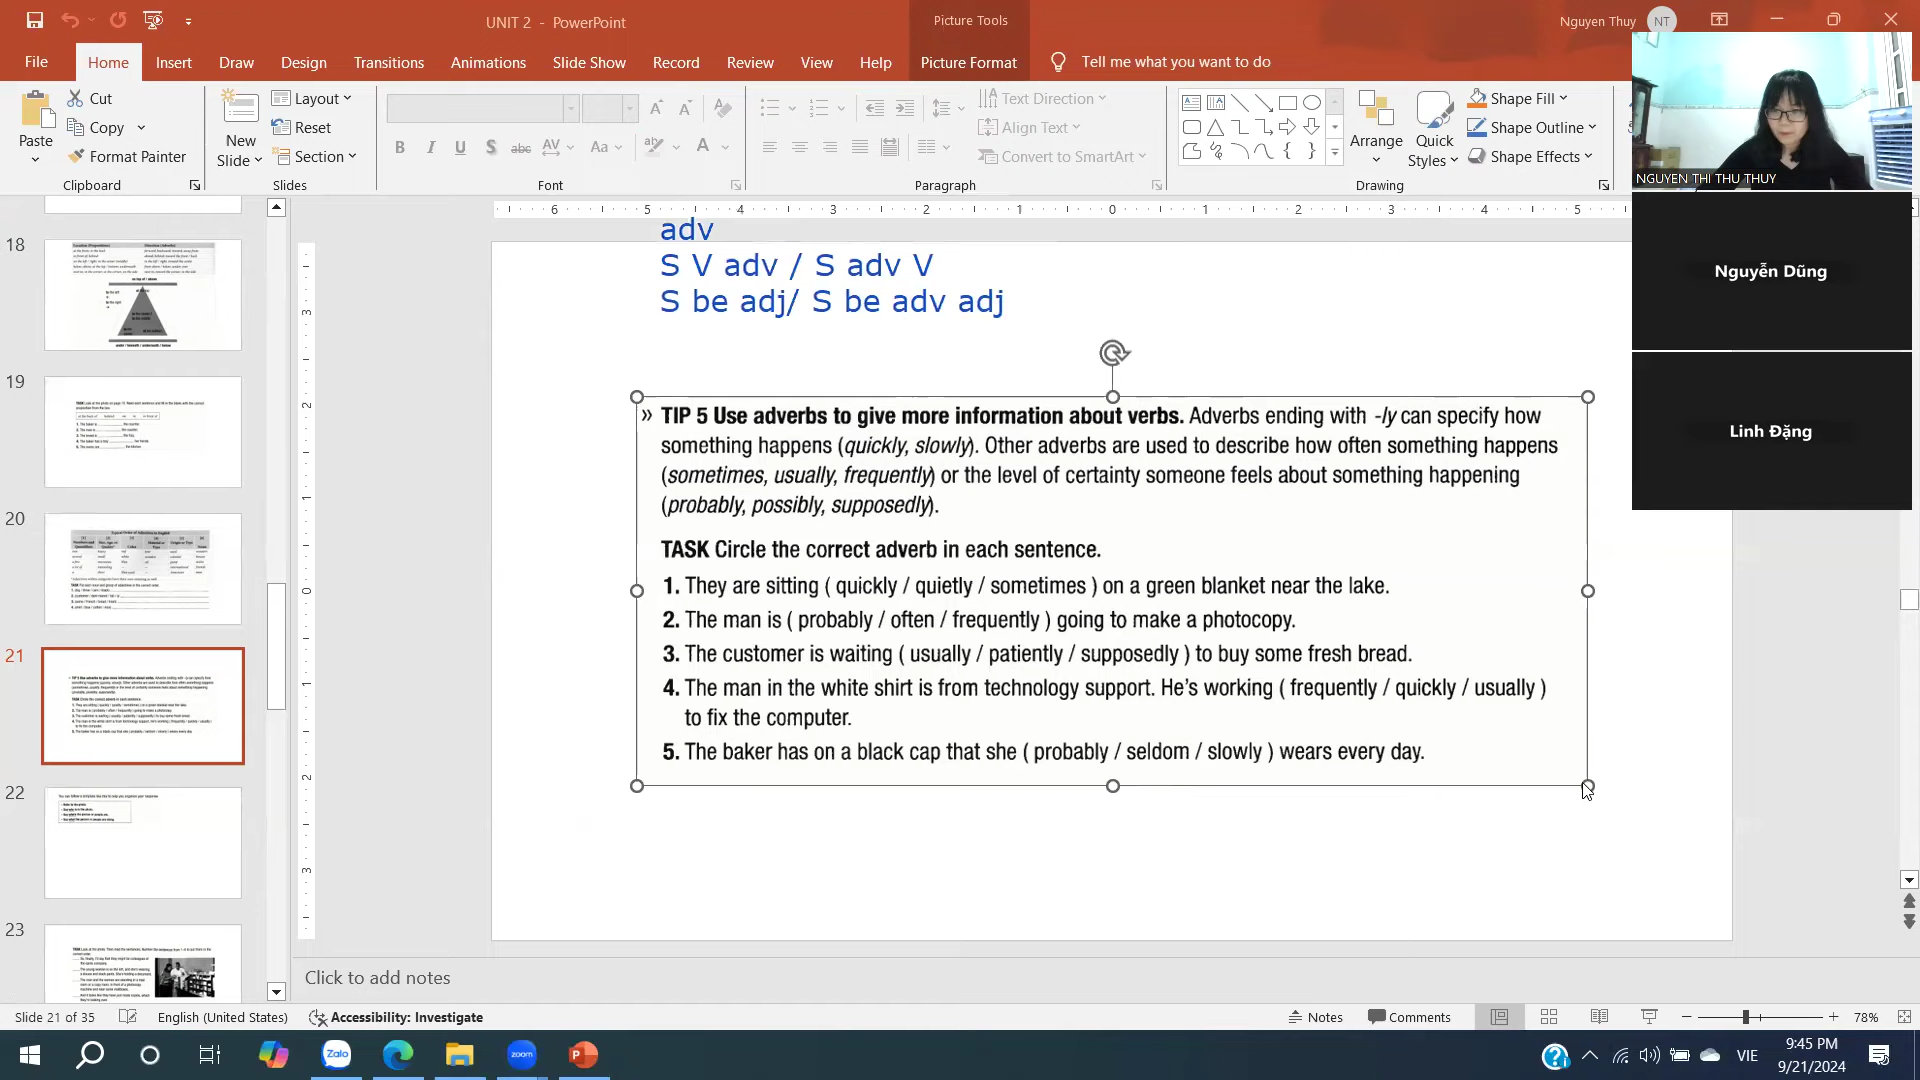 UNIT 2 - PowerPoint
Picture Tools
Nguyen Thuy
NT
File
Home
Insert
Draw
Design
Transitions
Animations
Slide Show
Record
Review
View
Help
Picture Format
Tell me what you want to do
Paste
Cut
Copy
Format Painter
Clipboard
New
Slide
Layout
Reset
Section
Slides
Font
Text Direction
Align Text
Convert to SmartArt
Paragraph
Arrange
Quick
Styles
Shape Fill
Shape Outline
Shape Effects
Drawing
NGUYEN THI THU THUY
Nguyễn Dũng
Linh Đặng
18
19
20
21
22
23
adv
S V adv / S adv V
S be adj/ S be adv adj
» TIP 5 Use adverbs to give more information about verbs. Adverbs ending with -ly can specify how
something happens (quickly, slowly). Other adverbs are used to describe how often something happens
(sometimes, usually, frequently) or the level of certainty someone feels about something happening
(probably, possibly, supposedly).
TASK Circle the correct adverb in each sentence.
1. They are sitting ( quickly / quietly / sometimes ) on a green blanket near the lake.
2. The man is ( probably / often / frequently ) going to make a photocopy.
3. The customer is waiting ( usually / patiently / supposedly ) to buy some fresh bread.
4. The man in the white shirt is from technology support. He's working ( frequently / quickly / usually )
to fix the computer.
5. The baker has on a black cap that she ( probably / seldom / slowly ) wears every day.
Click to add notes
Slide 21 of 35
English (United States)
Accessibility: Investigate
Notes
Comments
78%
Zalo
zoom
VIE
9:45 PM
9/21/2024